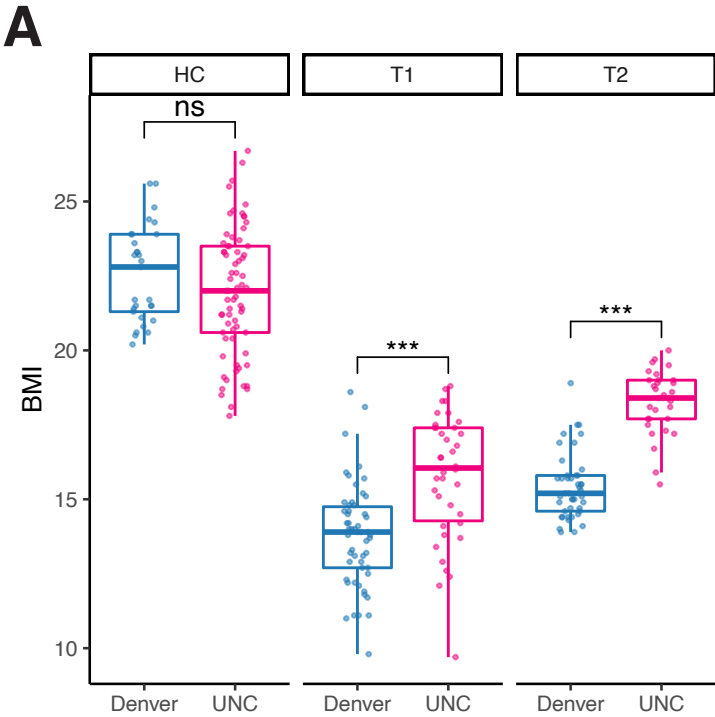 A
HC T1 T2
ns
25
***
20
***
BMI
15
10
Denver UNC Denver UNC Denver UNC